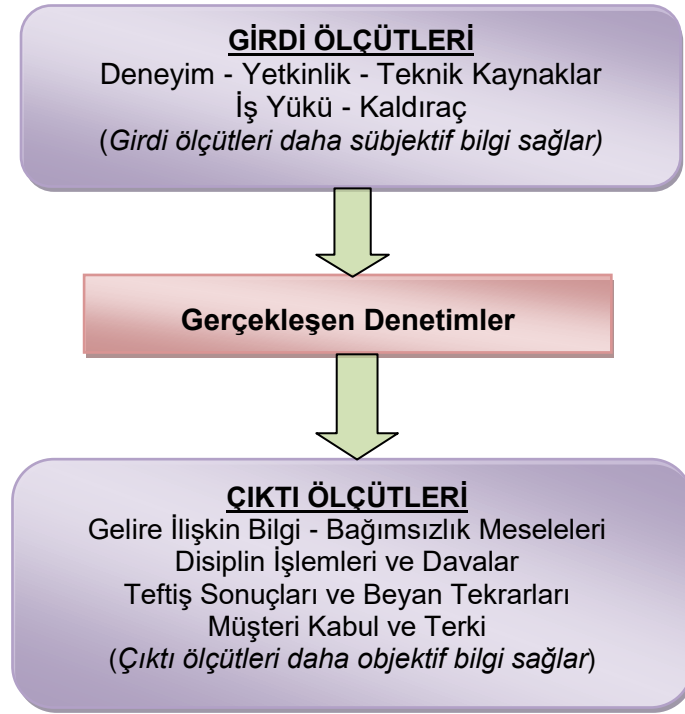 GİRDİ ÖLÇÜTLERİ
Deneyim - Yetkinlik - Teknik Kaynaklar
İş Yükü - Kaldıraç
(Girdi ölçütleri daha sübjektif bilgi sağlar)
Gerçekleşen Denetimler
ÇIKTI ÖLÇÜTLERİ
Gelire İlişkin Bilgi - Bağımsızlık Meseleleri
Disiplin İşlemleri ve Davalar
Teftiş Sonuçları ve Beyan Tekrarları
Müşteri Kabul ve Terki
(Çıktı ölçütleri daha objektif bilgi sağlar)